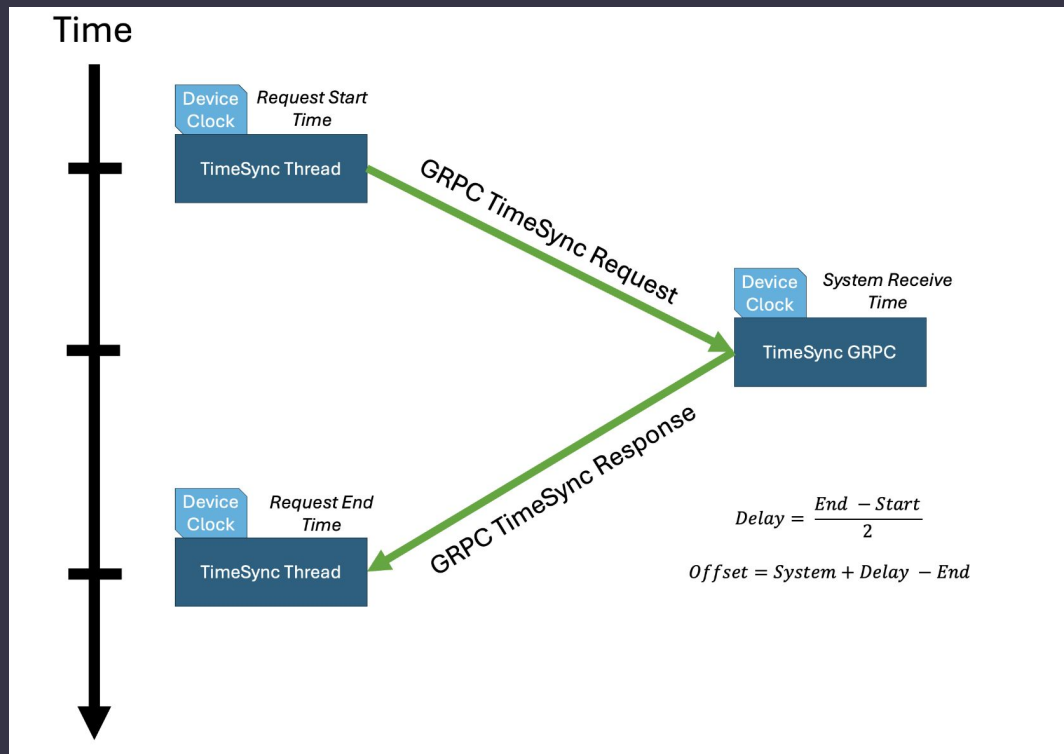 Time
Device
Clock
Request Start
Time
TimeSync Thread
GRPC TimeSync Request
Device
Clock
System Receive
Time
TimeSync GRPC
GRPC TimeSync Response
Device
Clock
Request End
Time
TimeSync Thread
Delay = End − Start / 2
Offset = System + Delay − End